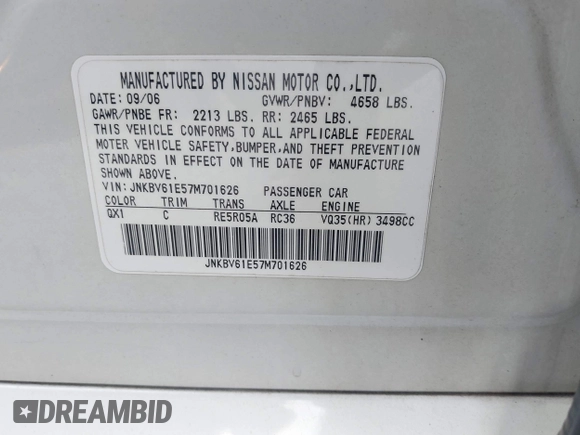 MANUFACTURED BY NISSAN MOTOR CO.,LTD.
DATE: 09/06 GVWR/PNBV: 4658 LBS.
GAWR/PNBE FR: 2213 LBS. RR: 2465 LBS.
THIS VEHICLE CONFORMS TO ALL APPLICABLE FEDERAL
MOTOR VEHICLE SAFETY,BUMPER,AND THEFT PREVENTION
STANDARDS IN EFFECT ON THE DATE OF MANUFACTURE
SHOWN ABOVE.
VIN: JNKBV61E57M701626 PASSENGER CAR
COLOR TRIM TRANS AXLE ENGINE
QX1 C RE5R05A RC36 VQ35(HR) 3498CC
JNKBV61E57M701626
DREAMBID